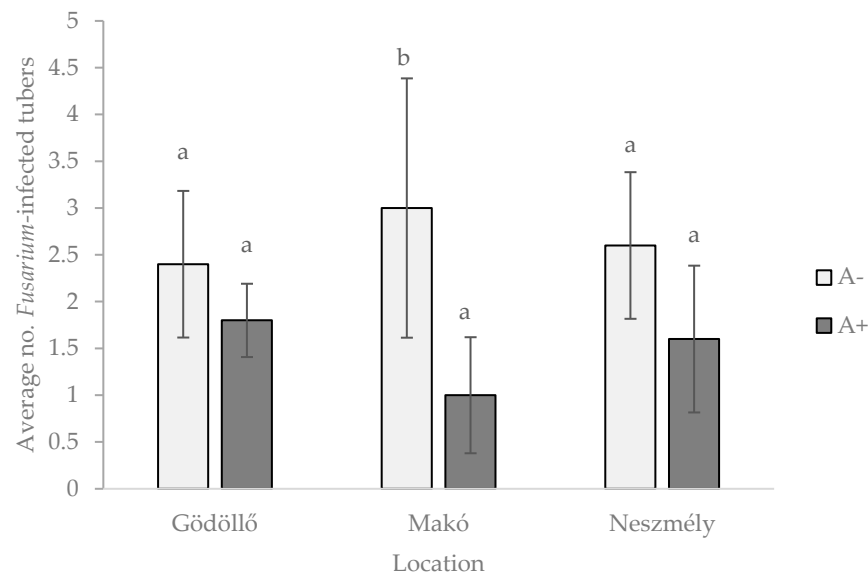 Average no. Fusarium-infected tubers
5
4.5
4
3.5
3
2.5
2
1.5
1
0.5
0
a
a
b
a
a
a
Gödöllő
Makó
Neszmély
Location
A-
A+